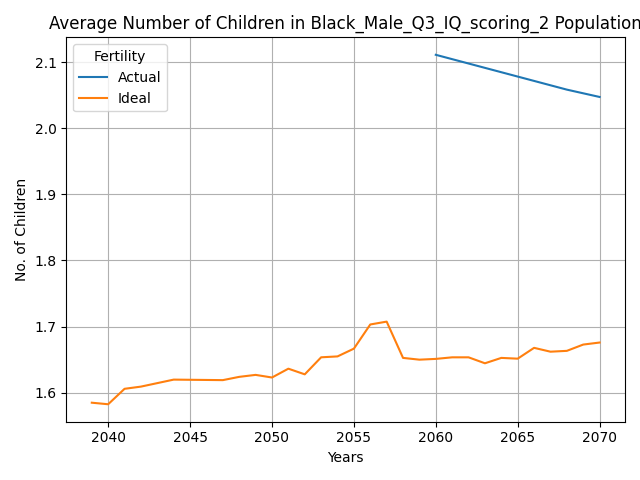 Average Number of Children in Black_Male_Q3_IQ_scoring_2 Population
Fertility
Actual
Ideal
2.1
2.0
1.9
1.8
1.7
1.6
No. of Children
2040 2045 2050 2055 2060 2065 2070
Years